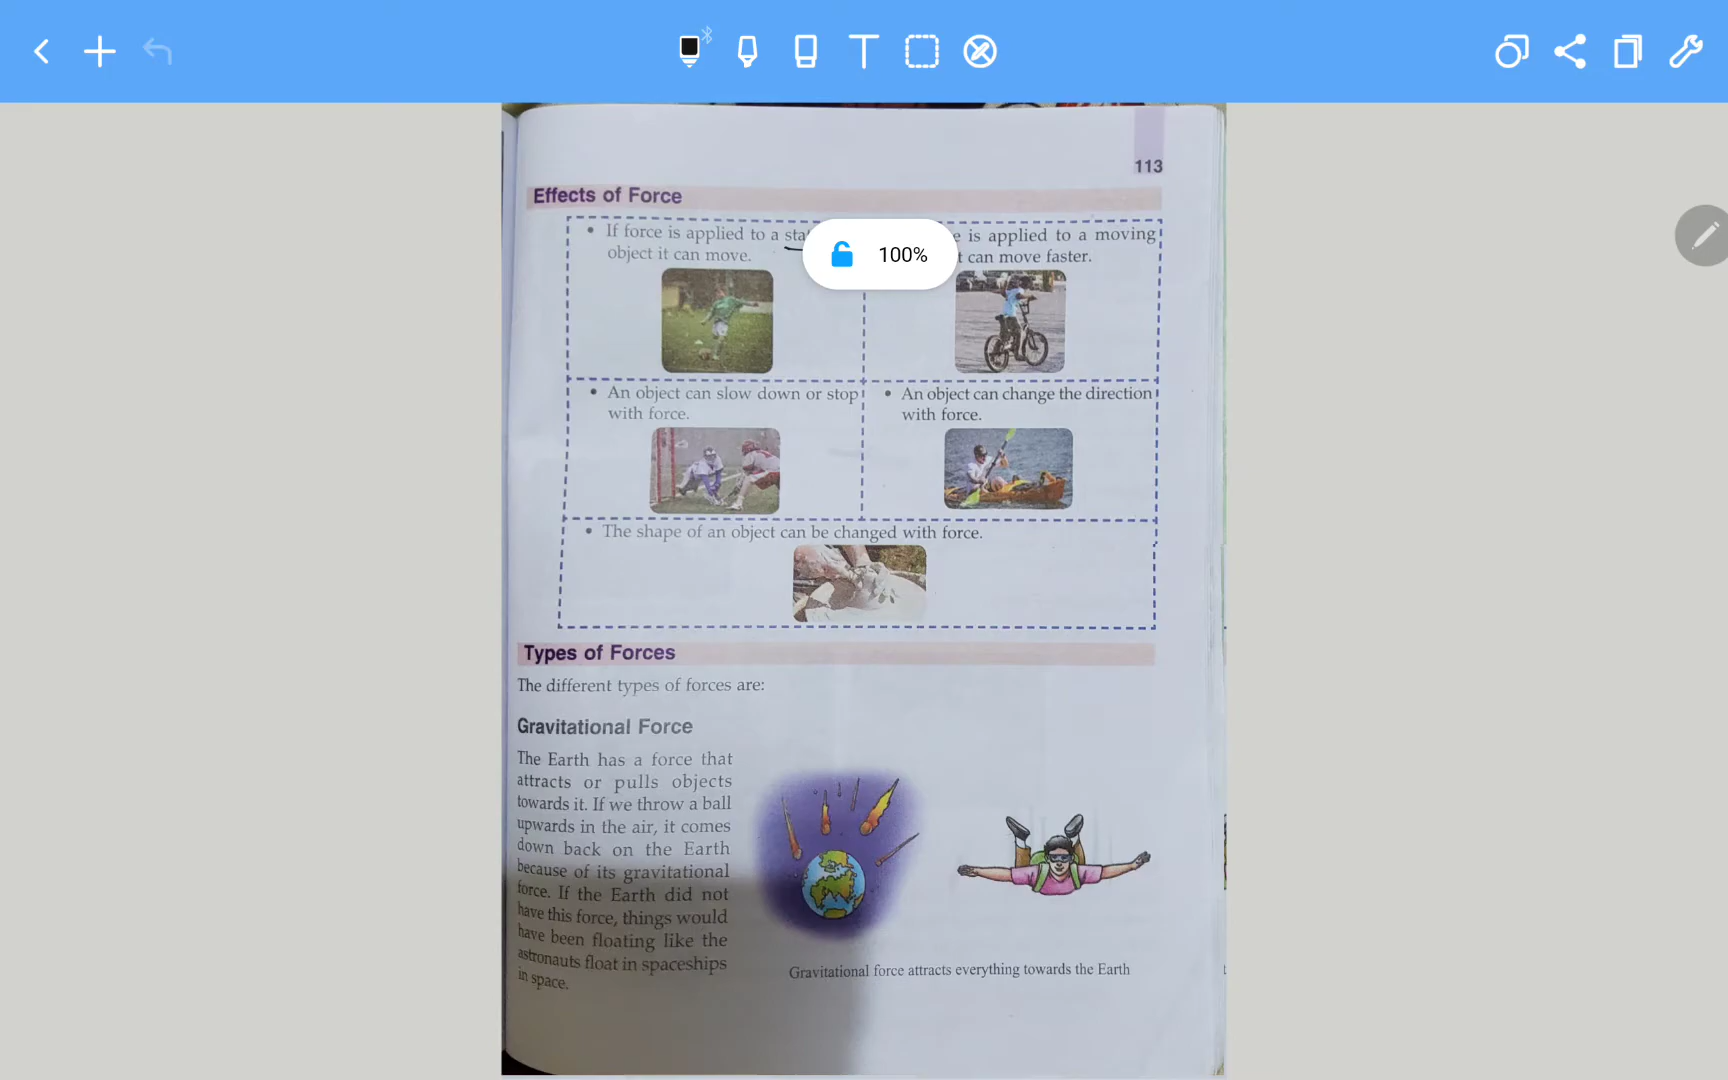 100%
113
Effects of Force
• If force is applied to a
object it can move.
is applied to a moving
can move faster.
• An object can slow down or stop
with force.
• An object can change the direction
with force.
• The shape of an object can be changed with force.
Types of Forces
The different types of forces are:
Gravitational Force
The Earth has a force that
attracts or pulls objects
towards it. If we throw a ball
upwards in the air, it comes
down back on the Earth
because of its gravitational
force. If the Earth did not
have this force, things would
have been floating like the
astronauts float in spaceships
in space.
Gravitational force attracts everything towards the Earth